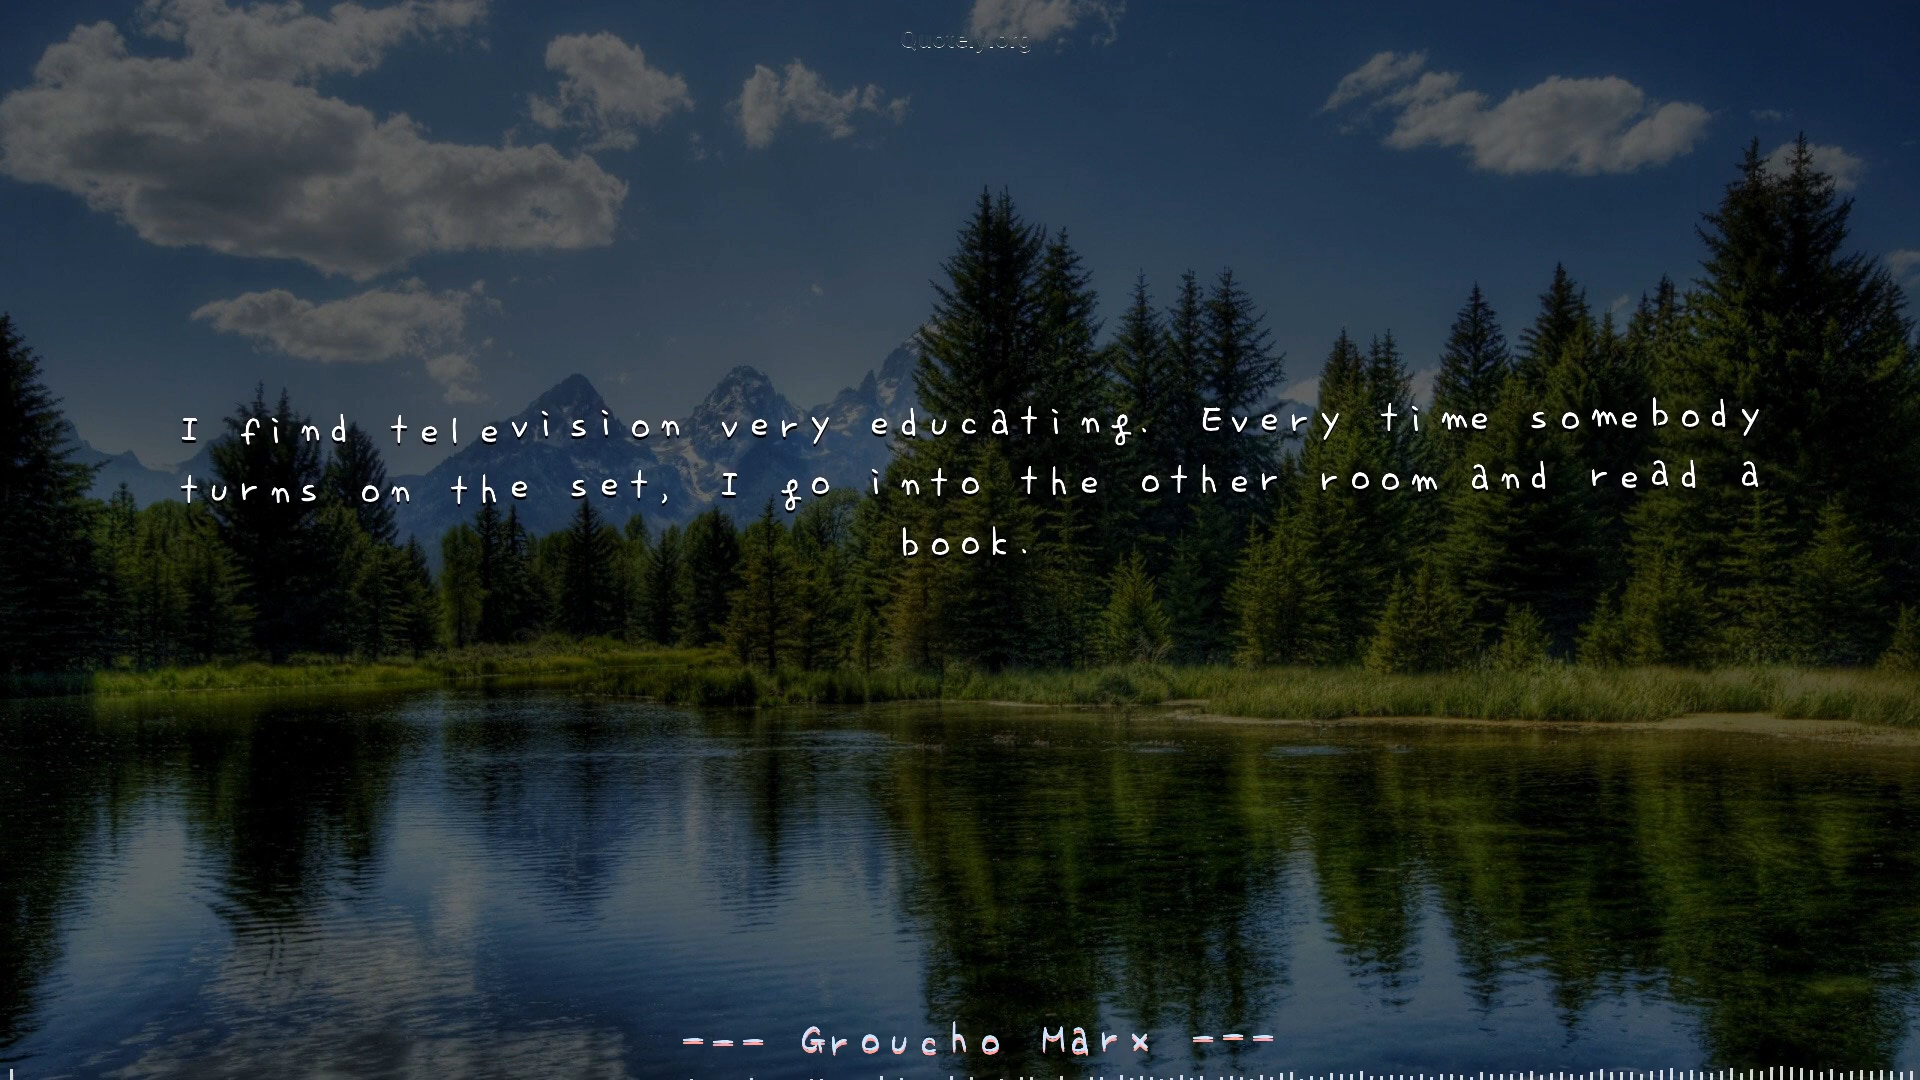 Quotely.org
I find television very educating. Every time somebody
turns on the set, I go into the other room and read a
book.
--- Groucho Marx ---